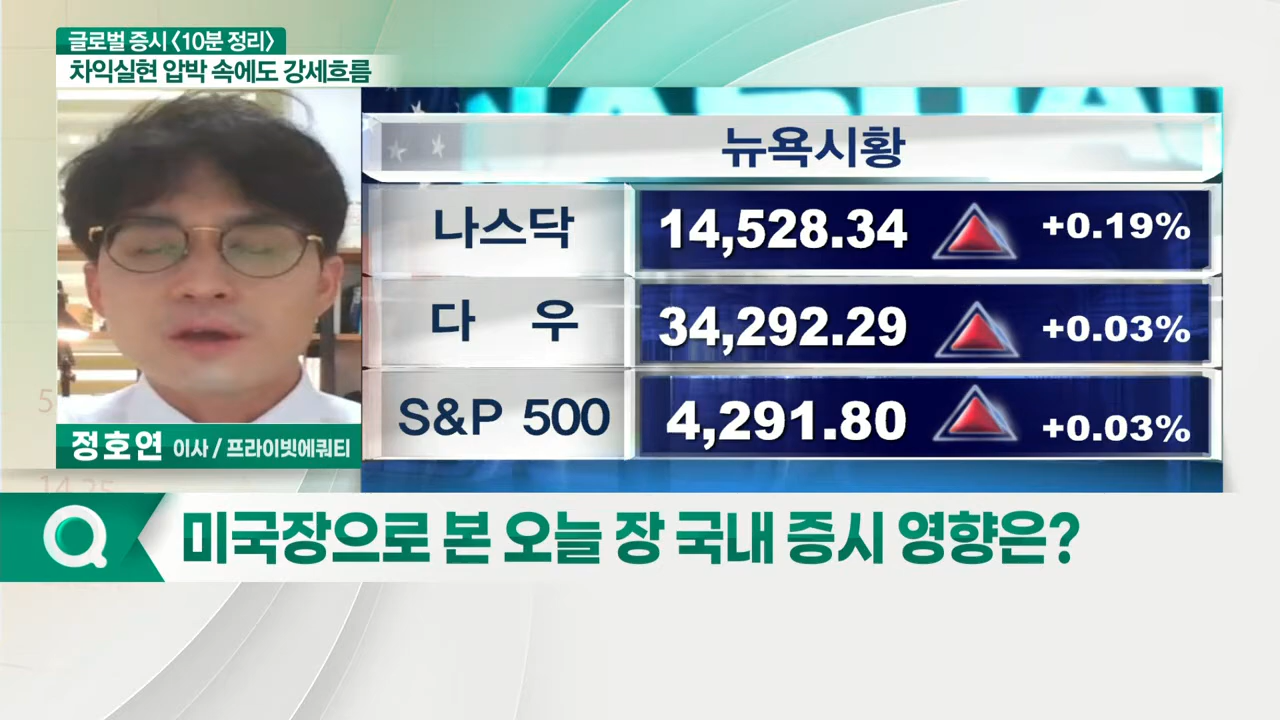 글로벌 증시 <10분 정리>
차익실현 압박 속에도 강세흐름
뉴욕시황
나스닥 14,528.34 +0.19%
다 우 34,292.29 +0.03%
S&P 500 4,291.80 +0.03%
정호연 이사 / 프라이빗에쿼티
Q 미국장으로 본 오늘 장 국내 증시 영향은?